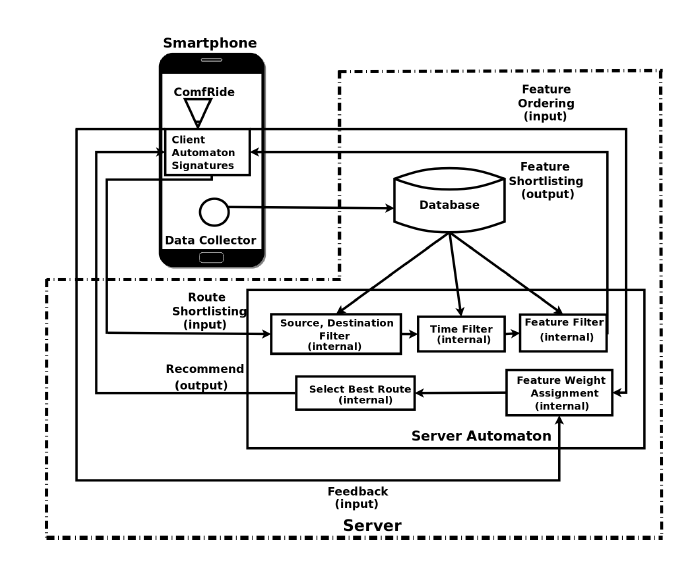 Smartphone
ComfRide
Client
Automaton
Signatures
Data Collector
Feature
Ordering
(input)
Feature
Shortlisting
(output)
Database
Route
Shortlisting
(input)
Source, Destination
Filter
(internal)
Time Filter
(internal)
Feature Filter
(internal)
Recommend
(output)
Select Best Route
(internal)
Feature Weight
Assignment
(internal)
Server Automaton
Feedback
(input)
Server